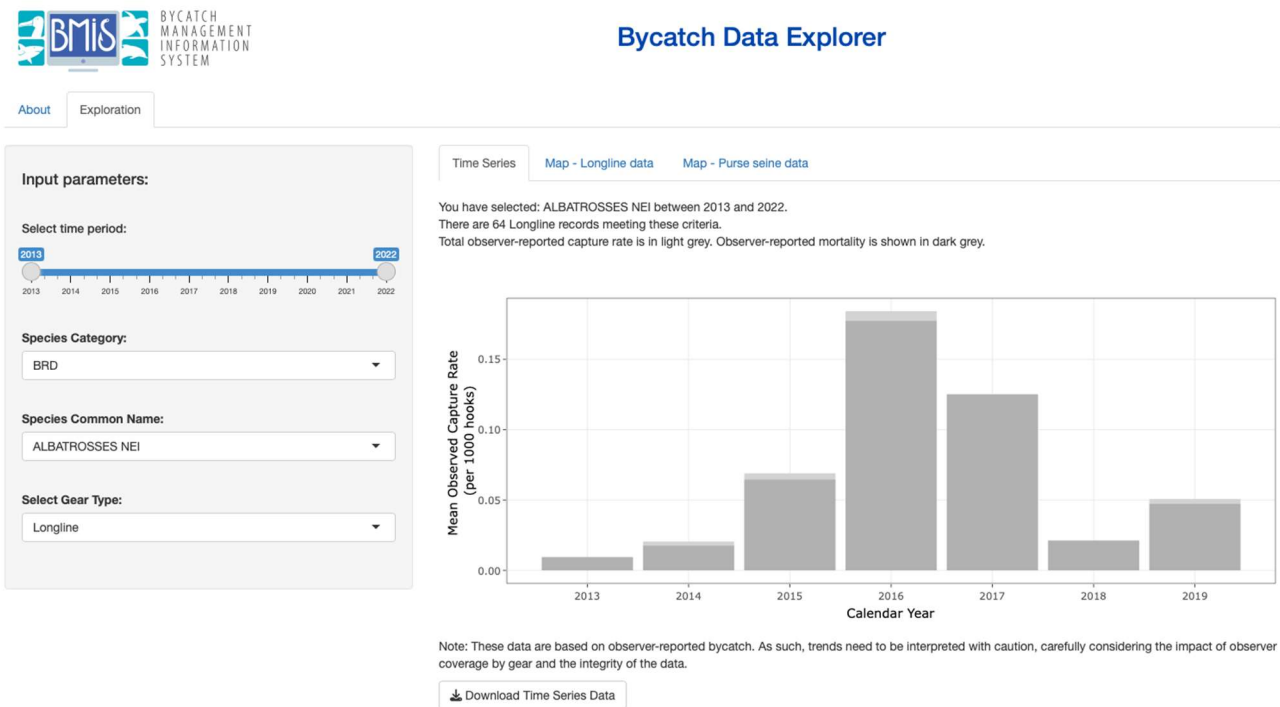 BMiS
BYCATCH
MANAGEMENT
INFORMATION
SYSTEM
Bycatch Data Explorer
About
Exploration
Input parameters:
Select time period:
2013
2022
2013 2014 2015 2016 2017 2018 2019 2020 2021 2022
Species Category:
BRD
Species Common Name:
ALBATROSSES NEI
Select Gear Type:
Longline
Time Series
Map - Longline data
Map - Purse seine data
You have selected: ALBATROSSES NEI between 2013 and 2022.
There are 64 Longline records meeting these criteria.
Total observer-reported capture rate is in light grey. Observer-reported mortality is shown in dark grey.
Mean Observed Capture Rate
(per 1000 hooks)
0.15
0.10
0.05
0.00
2013 2014 2015 2016 2017 2018 2019
Calendar Year
Note: These data are based on observer-reported bycatch. As such, trends need to be interpreted with caution, carefully considering the impact of observer
coverage by gear and the integrity of the data.
Download Time Series Data